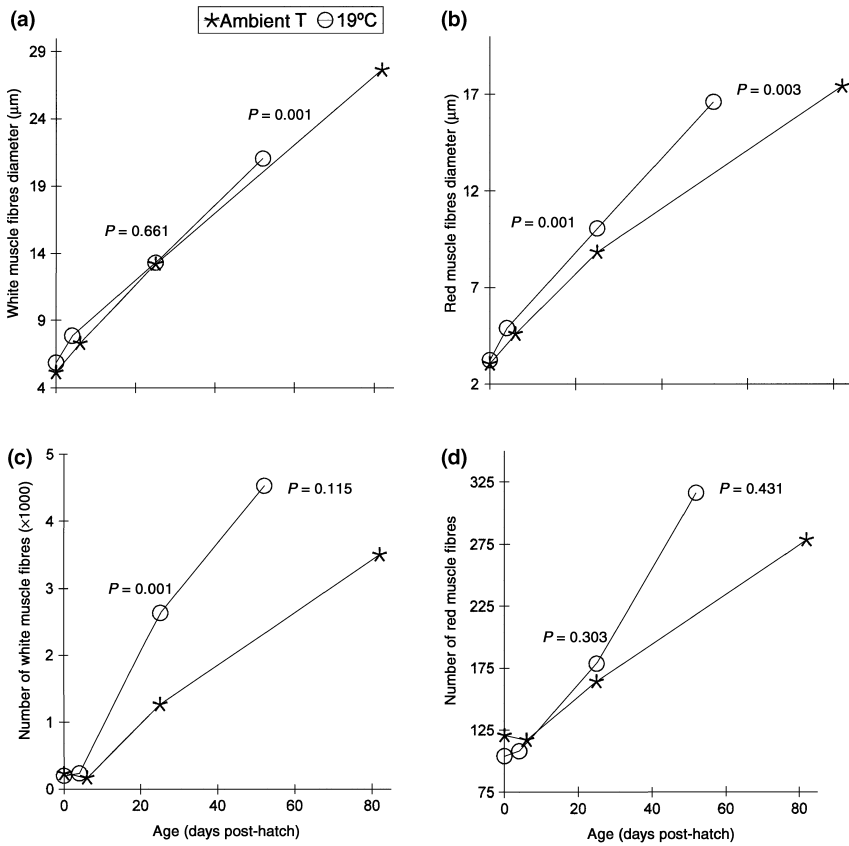 (a)
★Ambient T ○ 19ºC
White muscle fibres diameter (µm)
29
24
19
14
9
4
P = 0.001
P = 0.661
(b)
Red muscle fibres diameter (µm)
17
12
7
2
P = 0.003
P = 0.001
(c)
Number of white muscle fibres (×1000)
5
4
3
2
1
0
P = 0.115
P = 0.001
0 20 40 60 80
Age (days post-hatch)
(d)
Number of red muscle fibres
325
275
225
175
125
75
P = 0.431
P = 0.303
0 20 40 60 80
Age (days post-hatch)